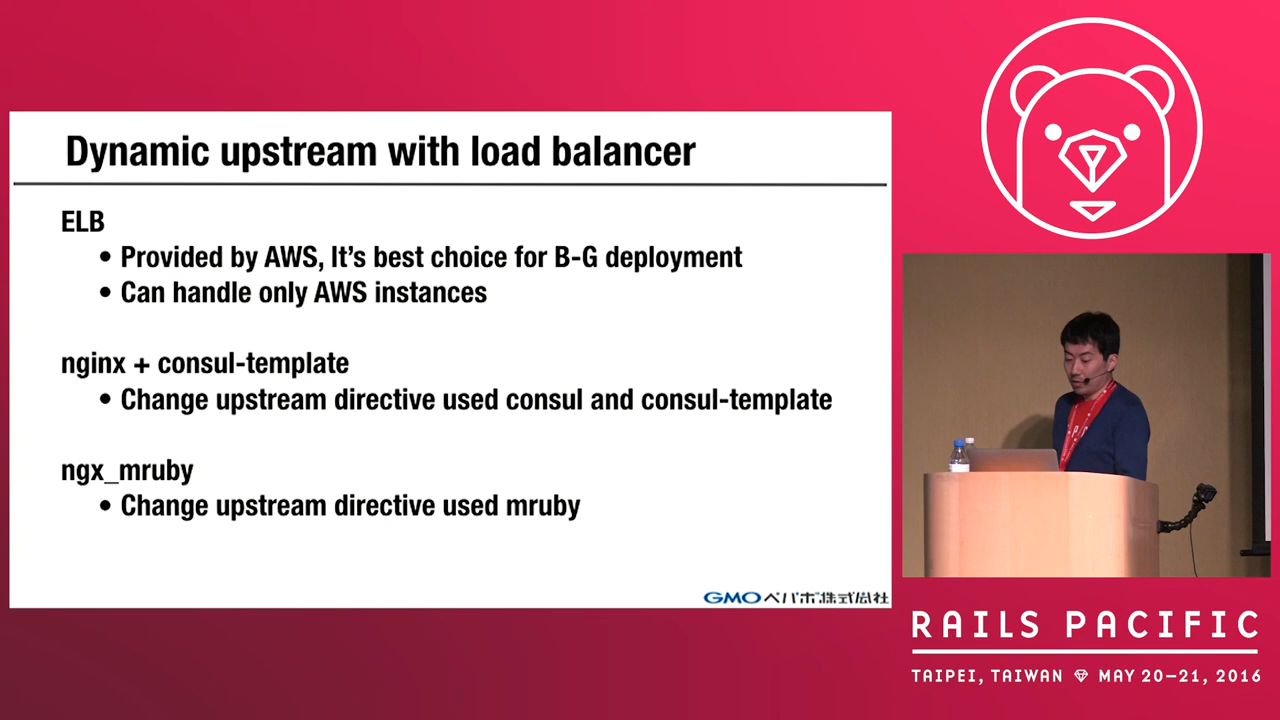 Dynamic upstream with load balancer
ELB
• Provided by AWS, It's best choice for B-G deployment
• Can handle only AWS instances
nginx + consul-template
• Change upstream directive used consul and consul-template
ngx_mruby
• Change upstream directive used mruby
GMOペパボ株式会社
RAILS PACIFIC
TAIPEI, TAIWAN MAY 20–21, 2016